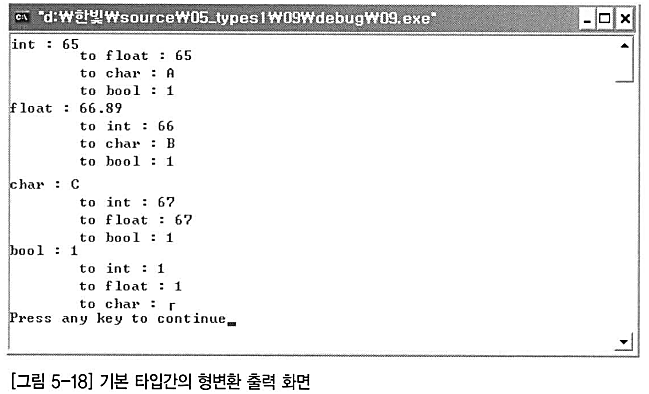 "d:\한빛\source\05_types1\09\debug\09.exe"
int : 65
to float : 65
to char : A
to bool : 1
float : 66.89
to int : 66
to char : B
to bool : 1
char : C
to int : 67
to float : 67
to bool : 1
bool : 1
to int : 1
to float : 1
to char : ┌
Press any key to continue_
[그림 5-18] 기본 타입간의 형변환 출력 화면